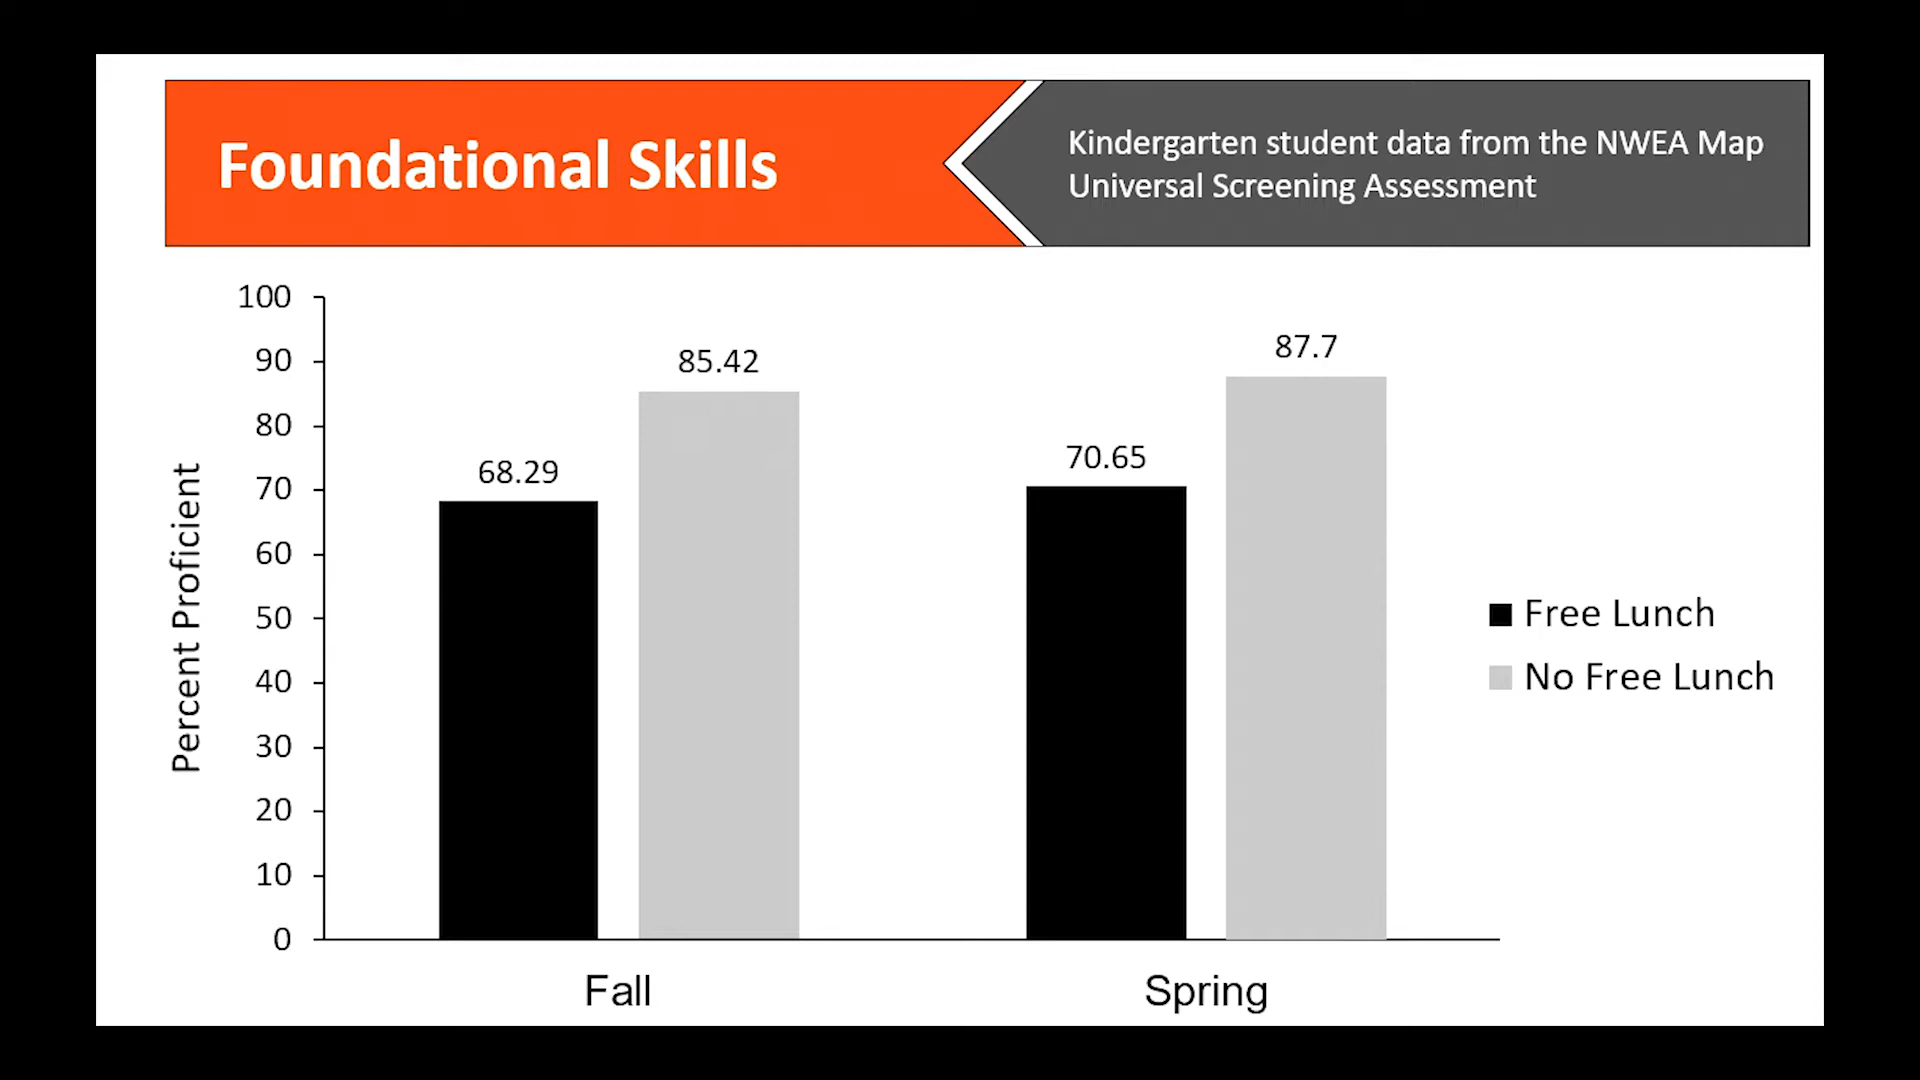 Foundational Skills
Kindergarten student data from the NWEA Map
Universal Screening Assessment
Percent Proficient
100
90
80
70
60
50
40
30
20
10
0
68.29
85.42
70.65
87.7
Fall
Spring
Free Lunch
No Free Lunch